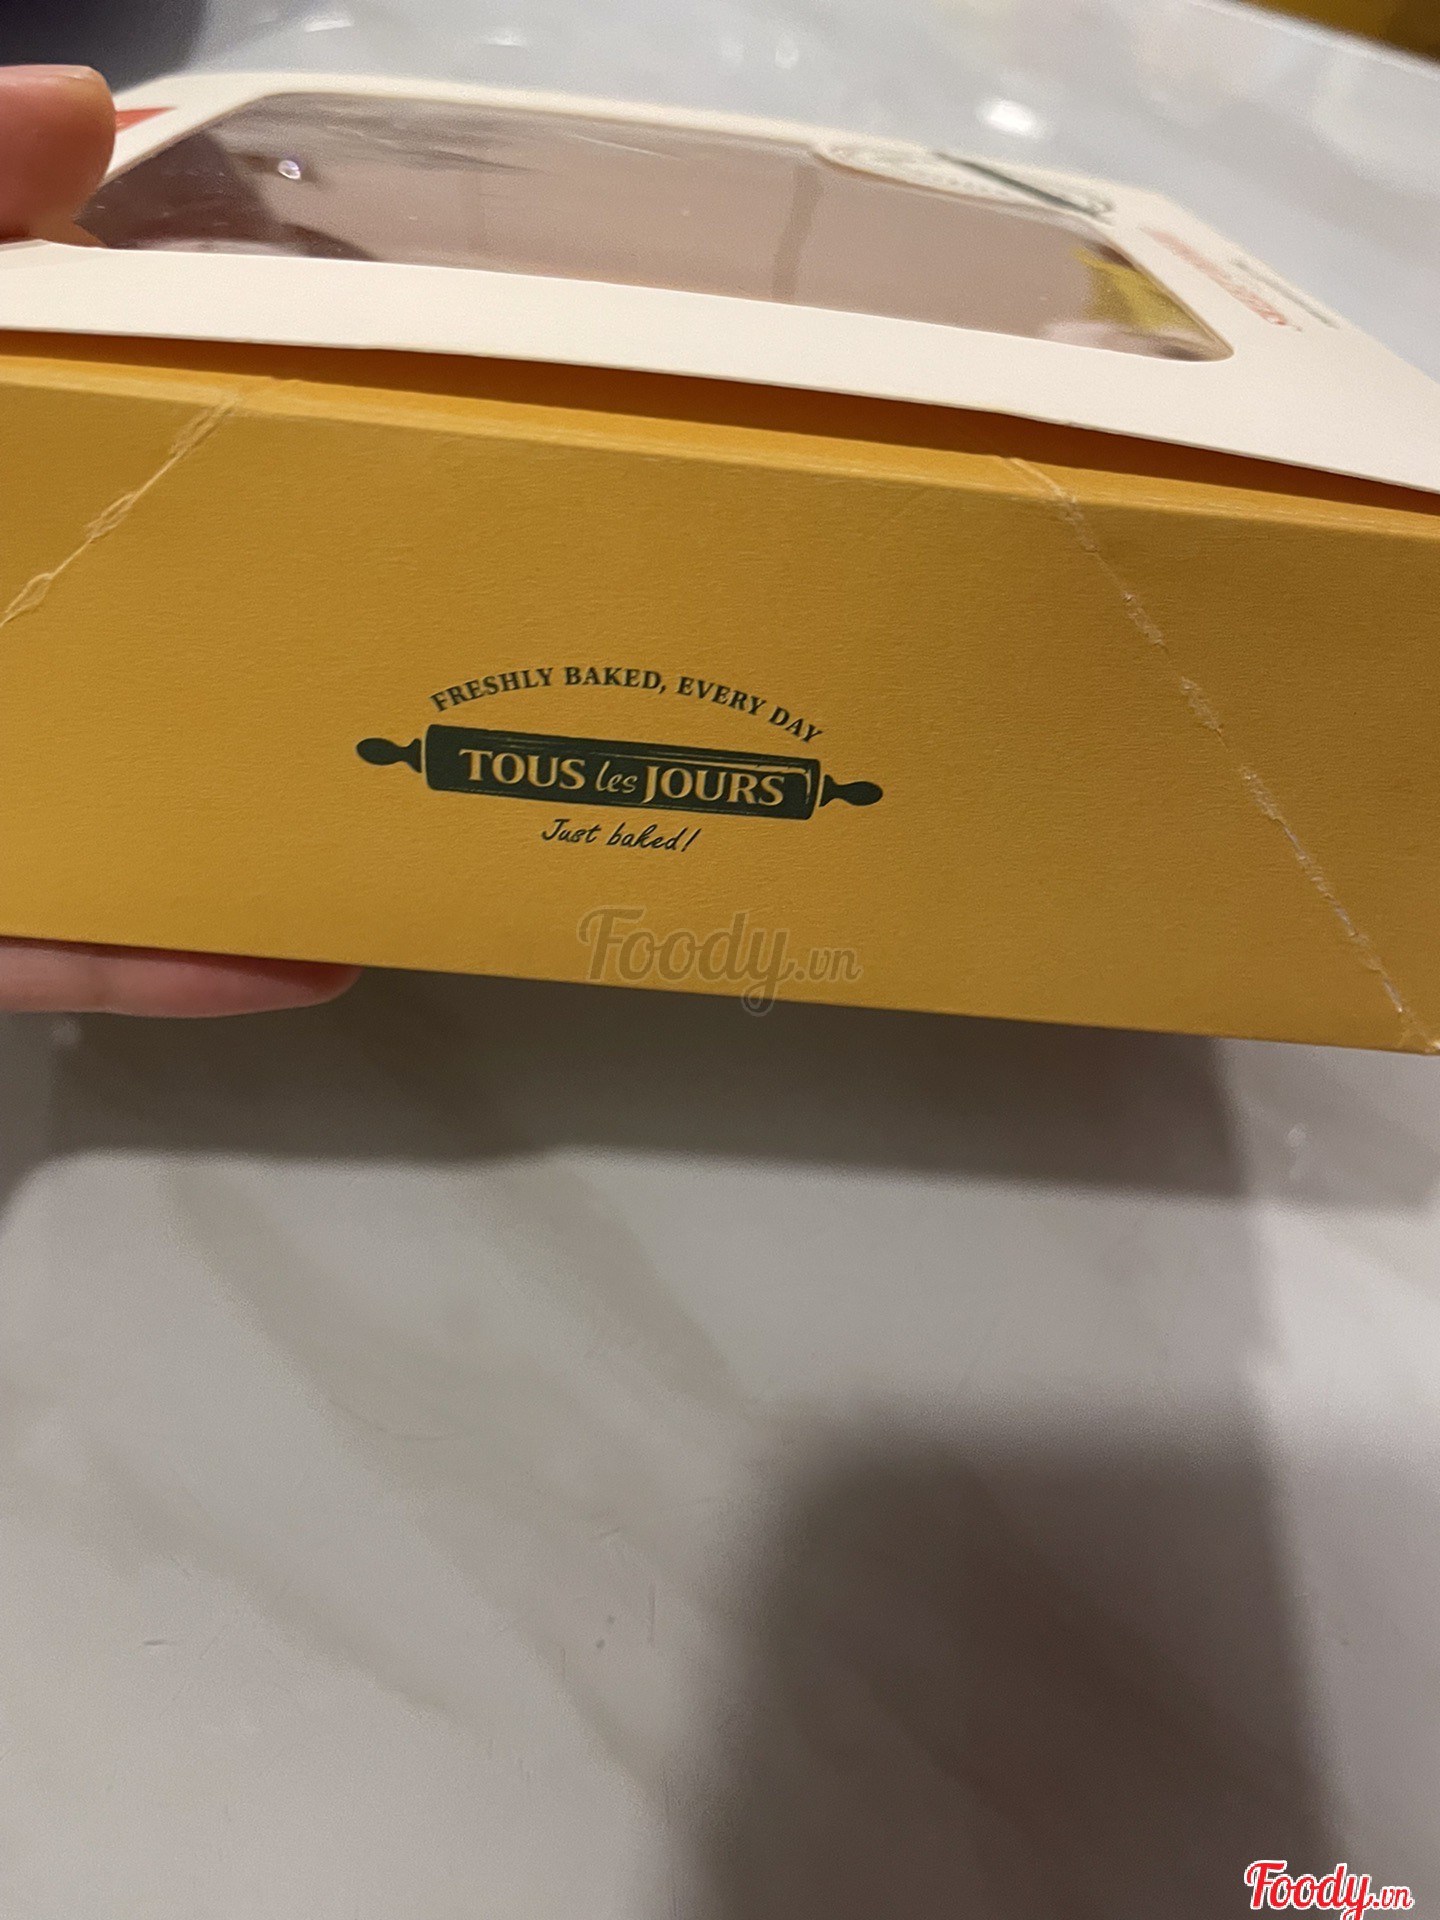 FRESHLY BAKED, EVERY DAY
TOUS les JOURS
Just baked!
Foody.vn
Foody.vn